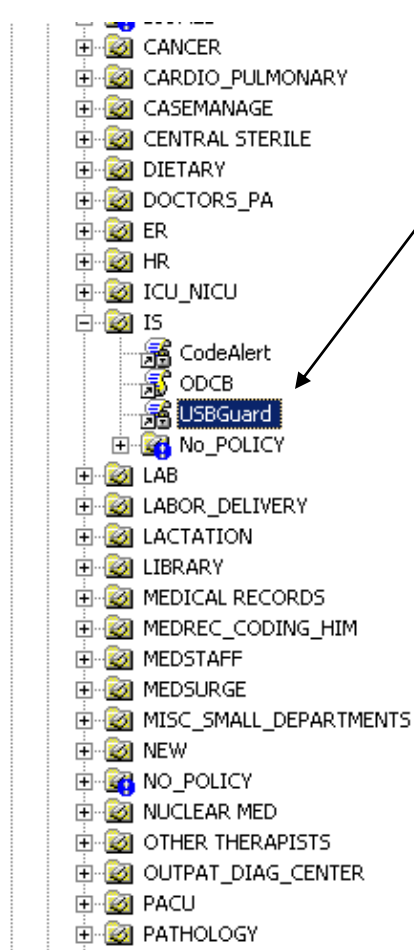 CANCER
CARDIO_PULMONARY
CASEMANAGE
CENTRAL STERILE
DIETARY
DOCTORS_PA
ER
HR
ICU_NICU
IS
CodeAlert
ODCB
USBGuard
No_POLICY
LAB
LABOR_DELIVERY
LACTATION
LIBRARY
MEDICAL RECORDS
MEDREC_CODING_HIM
MEDSTAFF
MEDSURGE
MISC_SMALL_DEPARTMENTS
NEW
NO_POLICY
NUCLEAR MED
OTHER THERAPISTS
OUTPAT_DIAG_CENTER
PACU
PATHOLOGY